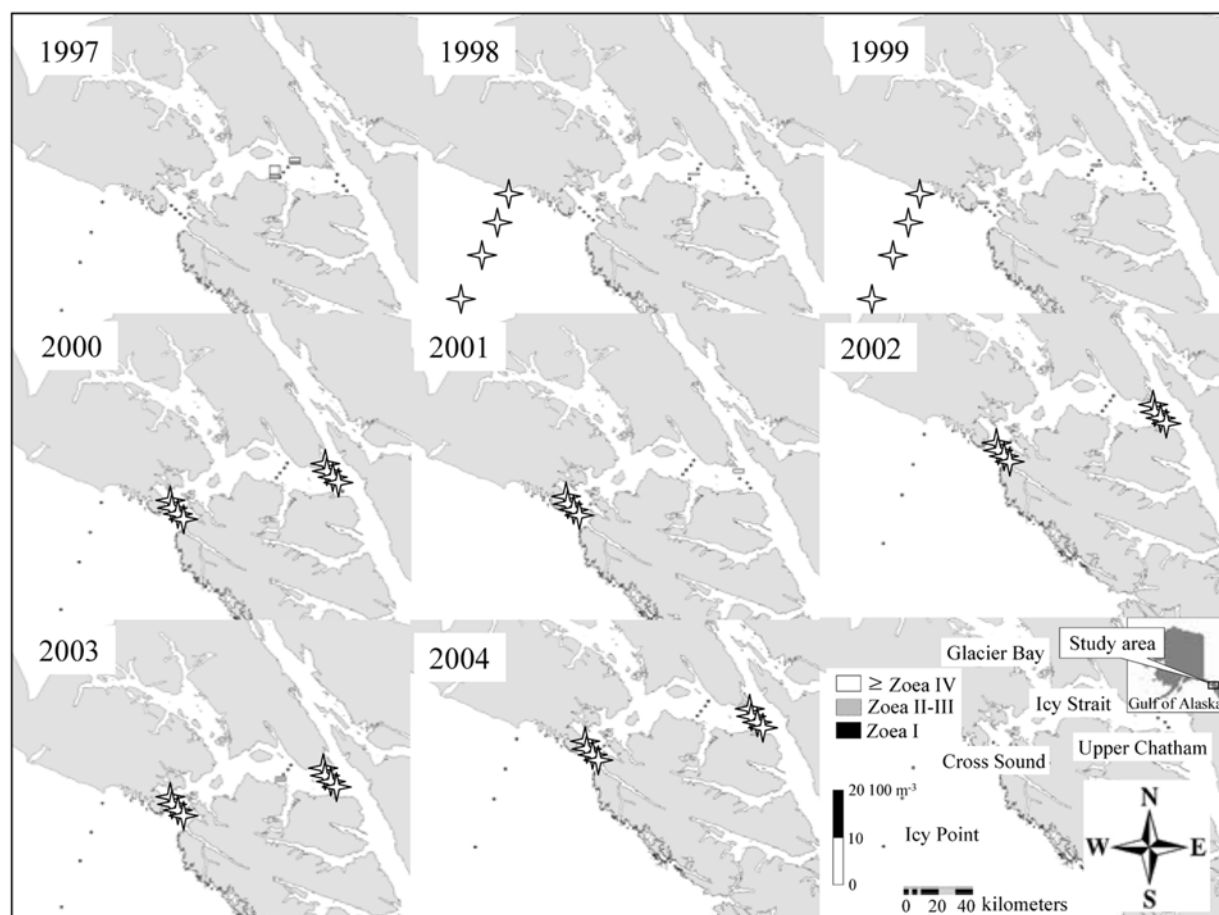 1997
1998
1999
2000
2001
2002
2003
2004
Glacier Bay
Study area
≥ Zoea IV
Zoea II-III
Zoea I
Icy Strait
Gulf of Alaska
Upper Chatham
Cross Sound
20 100 m⁻³
10
0
Icy Point
N
W E
S
0 20 40 kilometers